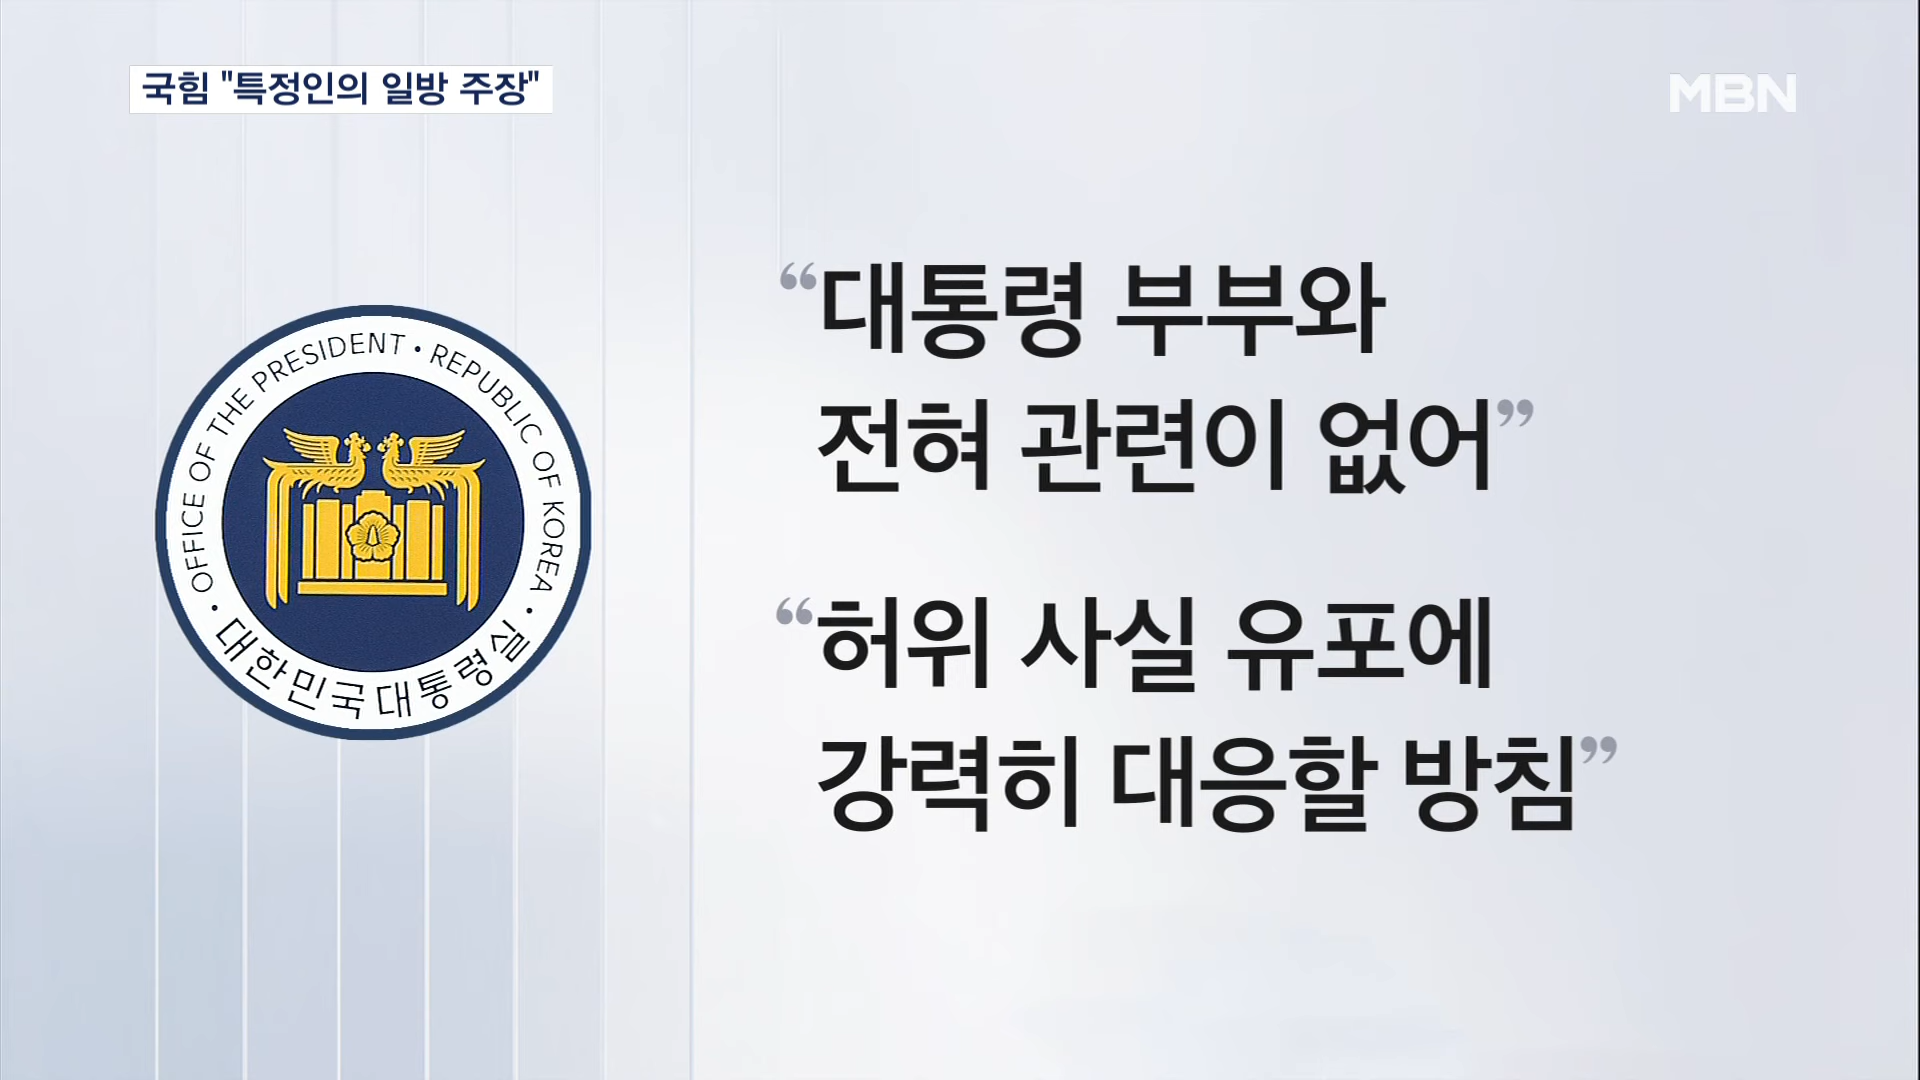 국힘 "특정인의 일방 주장"
MBN
“대통령 부부와
전혀 관련이 없어”
“허위 사실 유포에
강력히 대응할 방침”
OFFICE OF THE PRESIDENT • REPUBLIC OF KOREA •
대한민국 대통령실 •